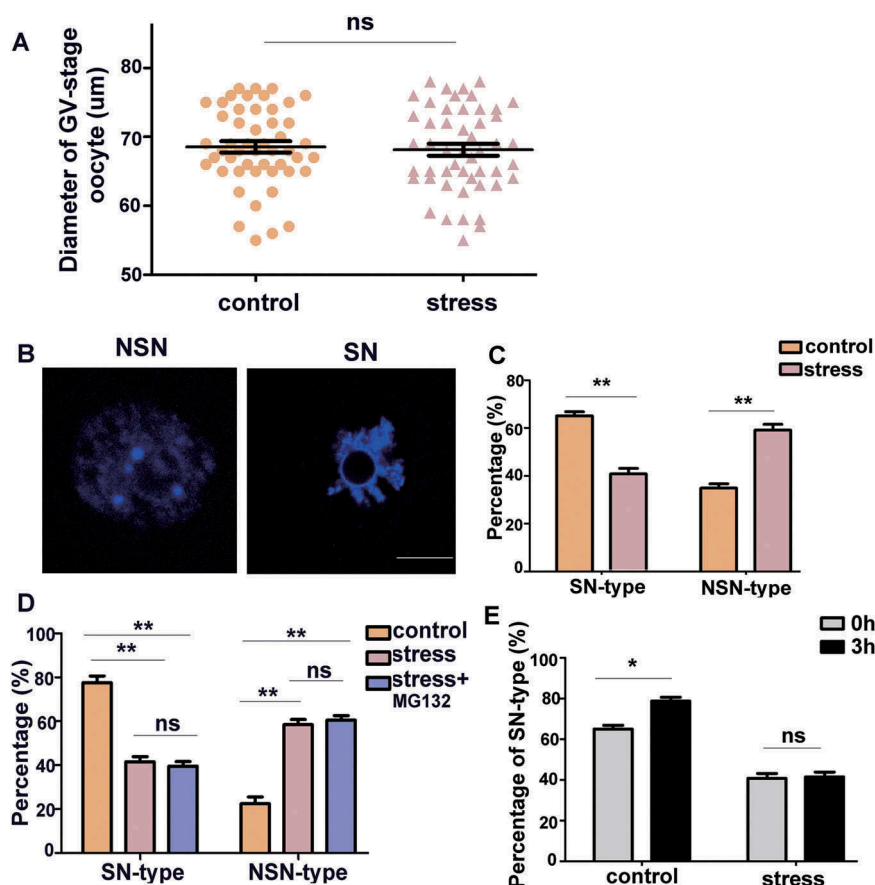 A
ns
Diameter of GV-stage
oocyte (um)
80
70
60
50
control
stress
B
NSN
SN
C
control
stress
Percentage (%)
80
60
40
20
0
**
**
SN-type
NSN-type
D
control
stress
stress+
MG132
Percentage (%)
100
80
60
40
20
0
**
**
ns
**
**
ns
SN-type
NSN-type
E
0h
3h
Percentage of SN-type (%)
100
80
60
40
20
0
*
ns
control
stress